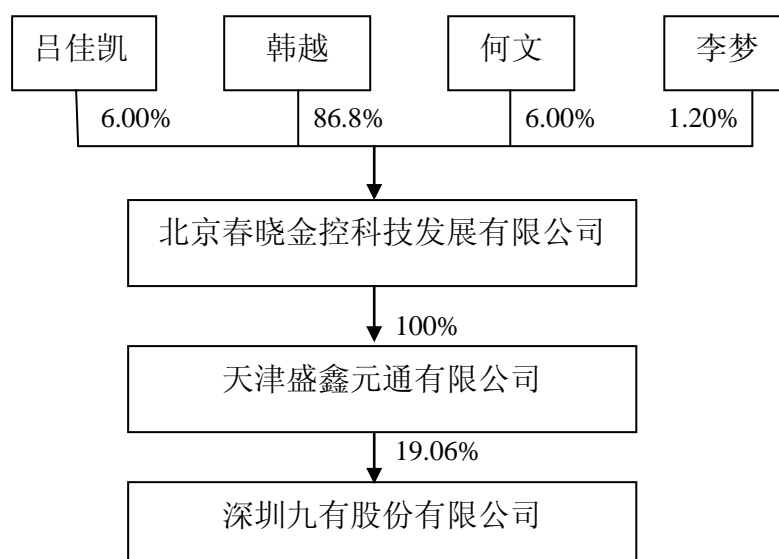 吕佳凯 韩越 何文 李梦
6.00% 86.8% 6.00% 1.20%
北京春晓金控科技发展有限公司
100%
天津盛鑫元通有限公司
19.06%
深圳九有股份有限公司